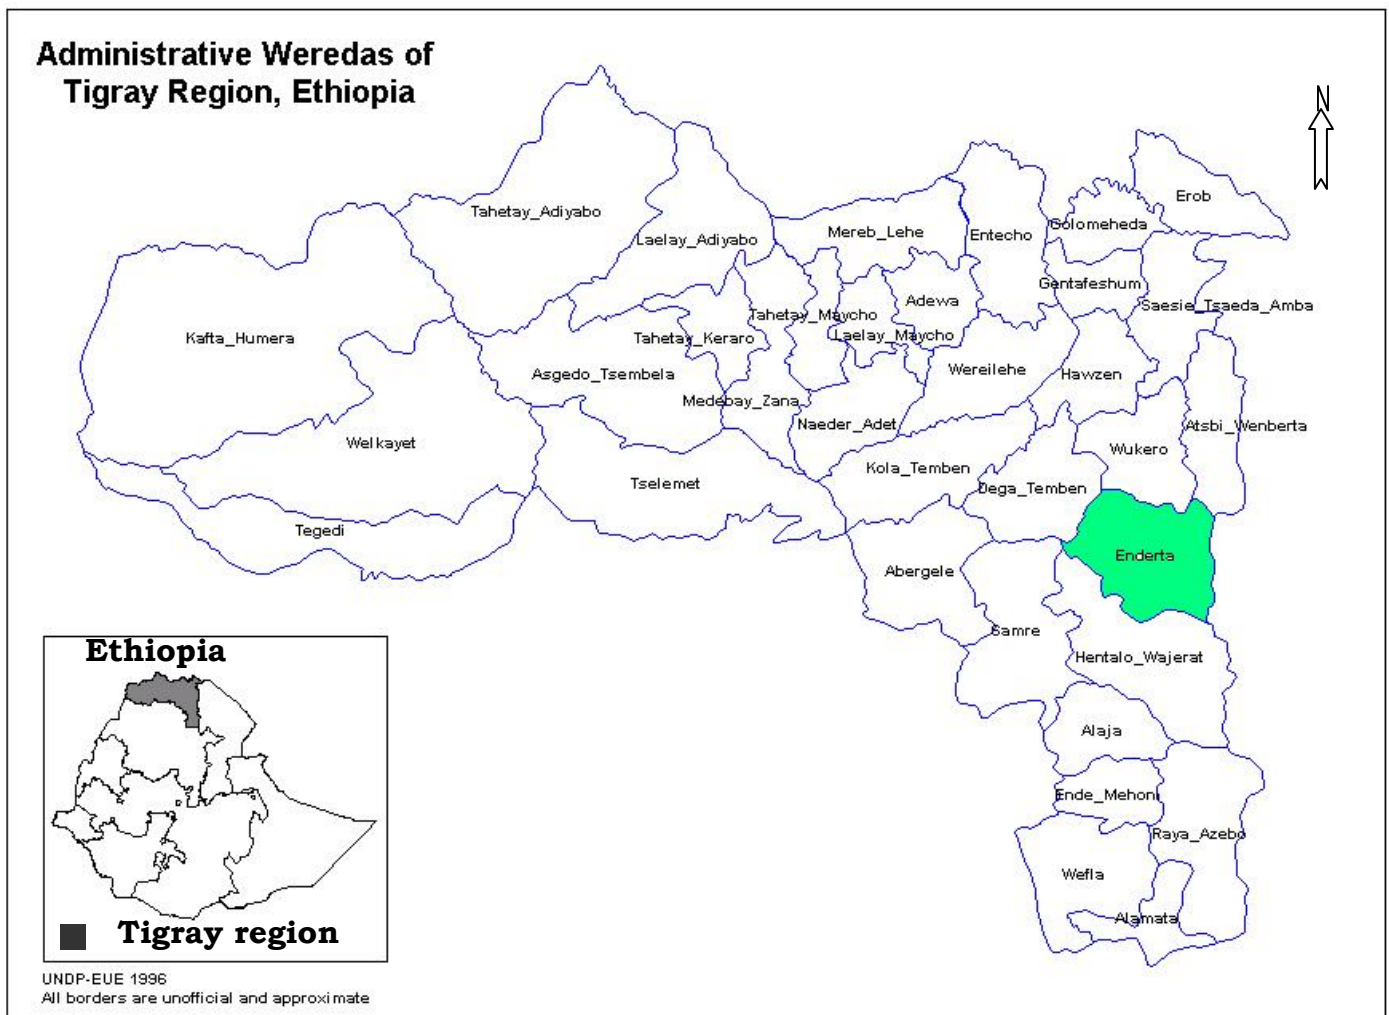 Administrative Weredas of
Tigray Region, Ethiopia
N
Erob
Tahetay_Adiyabo
Golomeheda
Mereb_Lehe
Entecho
Laelay_Adiyabo
Gentafeshum
Adewa
Saesie_Tsaeda_Amba
Tahetay_Maycho
Kafta_Humera
Tahetay_Keraro
Laelay_Maycho
Asgedo_Tsembela
Wereilehe
Hawzen
Medebay_Zana
Naeder_Adet
Atsbi_Wenberta
Welkayet
Wukero
Kola_Temben
Tselemet
Dega_Temben
Tegedi
Enderta
Abergele
Samre
Hentalo_Wajerat
Alaja
Ende_Mehoni
Raya_Azebo
Wefla
Alamata
Ethiopia
Tigray region
UNDP-EUE 1996
All borders are unofficial and approximate